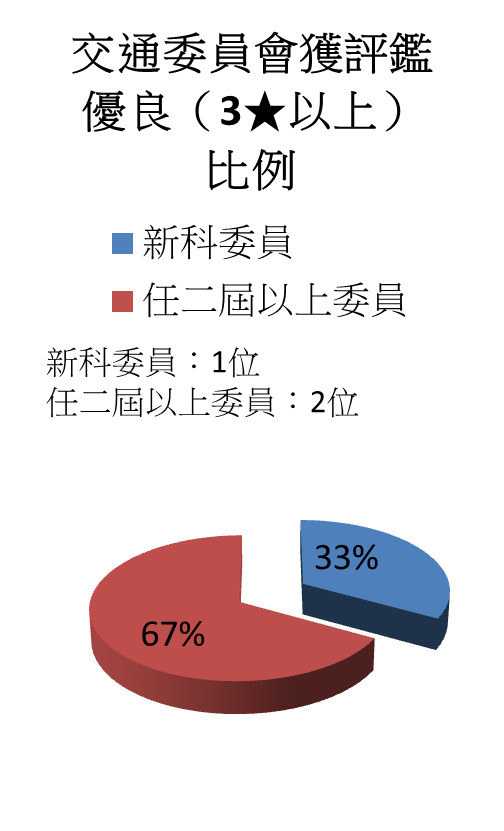 交通委員會獲評鑑
優良（3★以上）
比例
新科委員
任二屆以上委員
新科委員：1位
任二屆以上委員：2位
33%
67%